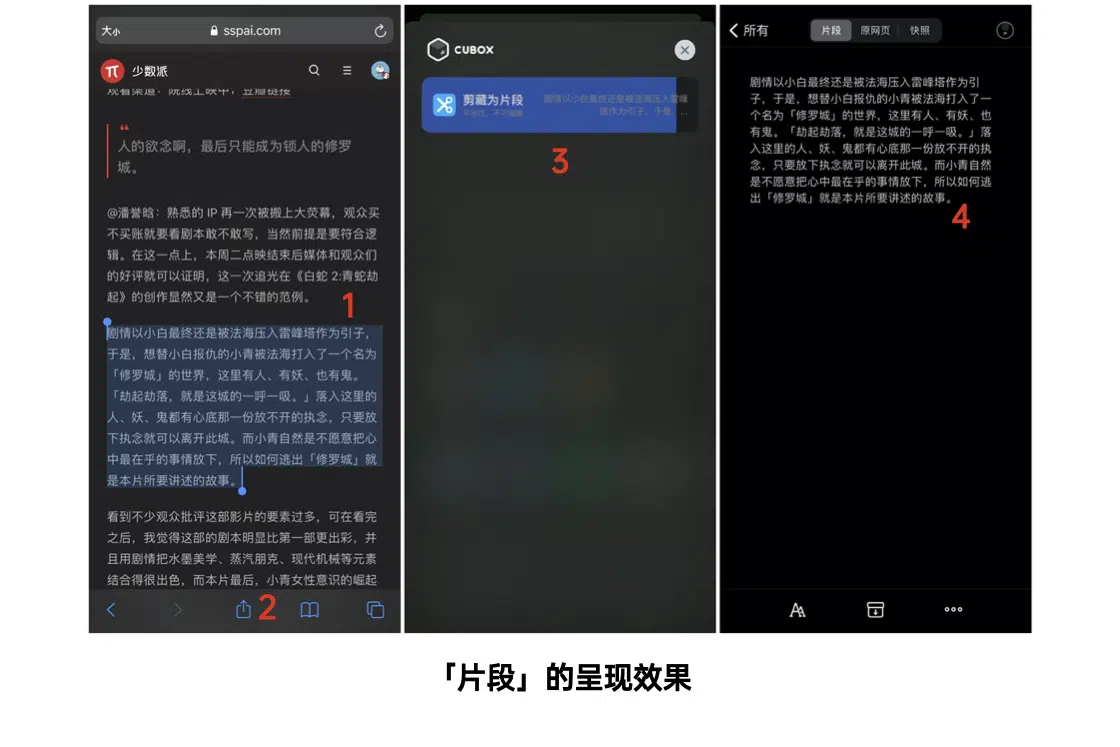 大小 sspai.com
少数派
观看渠道:院线上映中,豆瓣链接
人的欲念啊,最后只能成为锁人的修罗
城。
@潘誉晗:熟悉的 IP 再一次被搬上大荧幕,观众买
不买账就要看剧本敢不敢写,当然前提是要符合逻
辑。在这一点上,本周二点映结束后媒体和观众们
的好评就可以证明,这一次追光在《白蛇 2:青蛇劫
起》的创作显然又是一个不错的范例。
1
剧情以小白最终还是被法海压入雷峰塔作为引子,
于是,想替小白报仇的小青被法海打入了一个名为
「修罗城」的世界,这里有人、有妖、也有鬼。
「劫起劫落,就是这城的一呼一吸。」落入这里的
人、妖、鬼都有心底那一份放不开的执念,只要放
下执念就可以离开此城。而小青自然是不愿意把心
中最在乎的事情放下,所以如何逃出「修罗城」就
是本片所要讲述的故事。
看到不少观众批评这部影片的要素过多,可在看完
之后,我觉得这部的剧本明显比第一部更出彩,并
且用剧情把水墨美学、蒸汽朋克、现代机械等元素
结合得很出色,而本片最后,小青女性意识的崛起
2
CUBOX
剪藏为片段
剧情以小白最终还是被法海压入雷峰
塔作为引子,于是,...
3
所有 片段 原网页 快照
剧情以小白最终还是被法海压入雷峰塔作为引
子,于是,想替小白报仇的小青被法海打入了一
个名为「修罗城」的世界,这里有人、有妖、也
有鬼。「劫起劫落,就是这城的一呼一吸。」落
入这里的人、妖、鬼都有心底那一份放不开的执
念,只要放下执念就可以离开此城。而小青自然
是不愿意把心中最在乎的事情放下,所以如何逃
出「修罗城」就是本片所要讲述的故事。
4
AA
「片段」的呈现效果